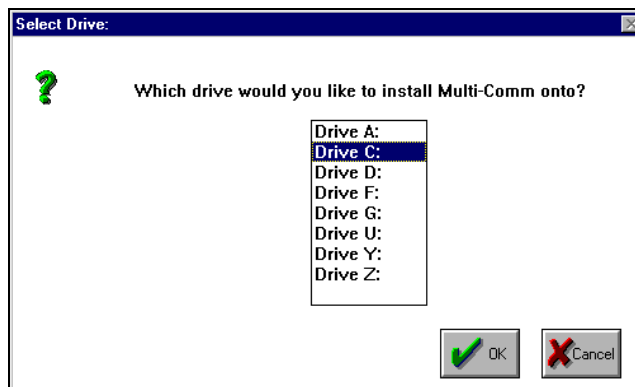 Select Drive:
Which drive would you like to install Multi-Comm onto?
Drive A:
Drive C:
Drive D:
Drive F:
Drive G:
Drive U:
Drive Y:
Drive Z:
OK
Cancel